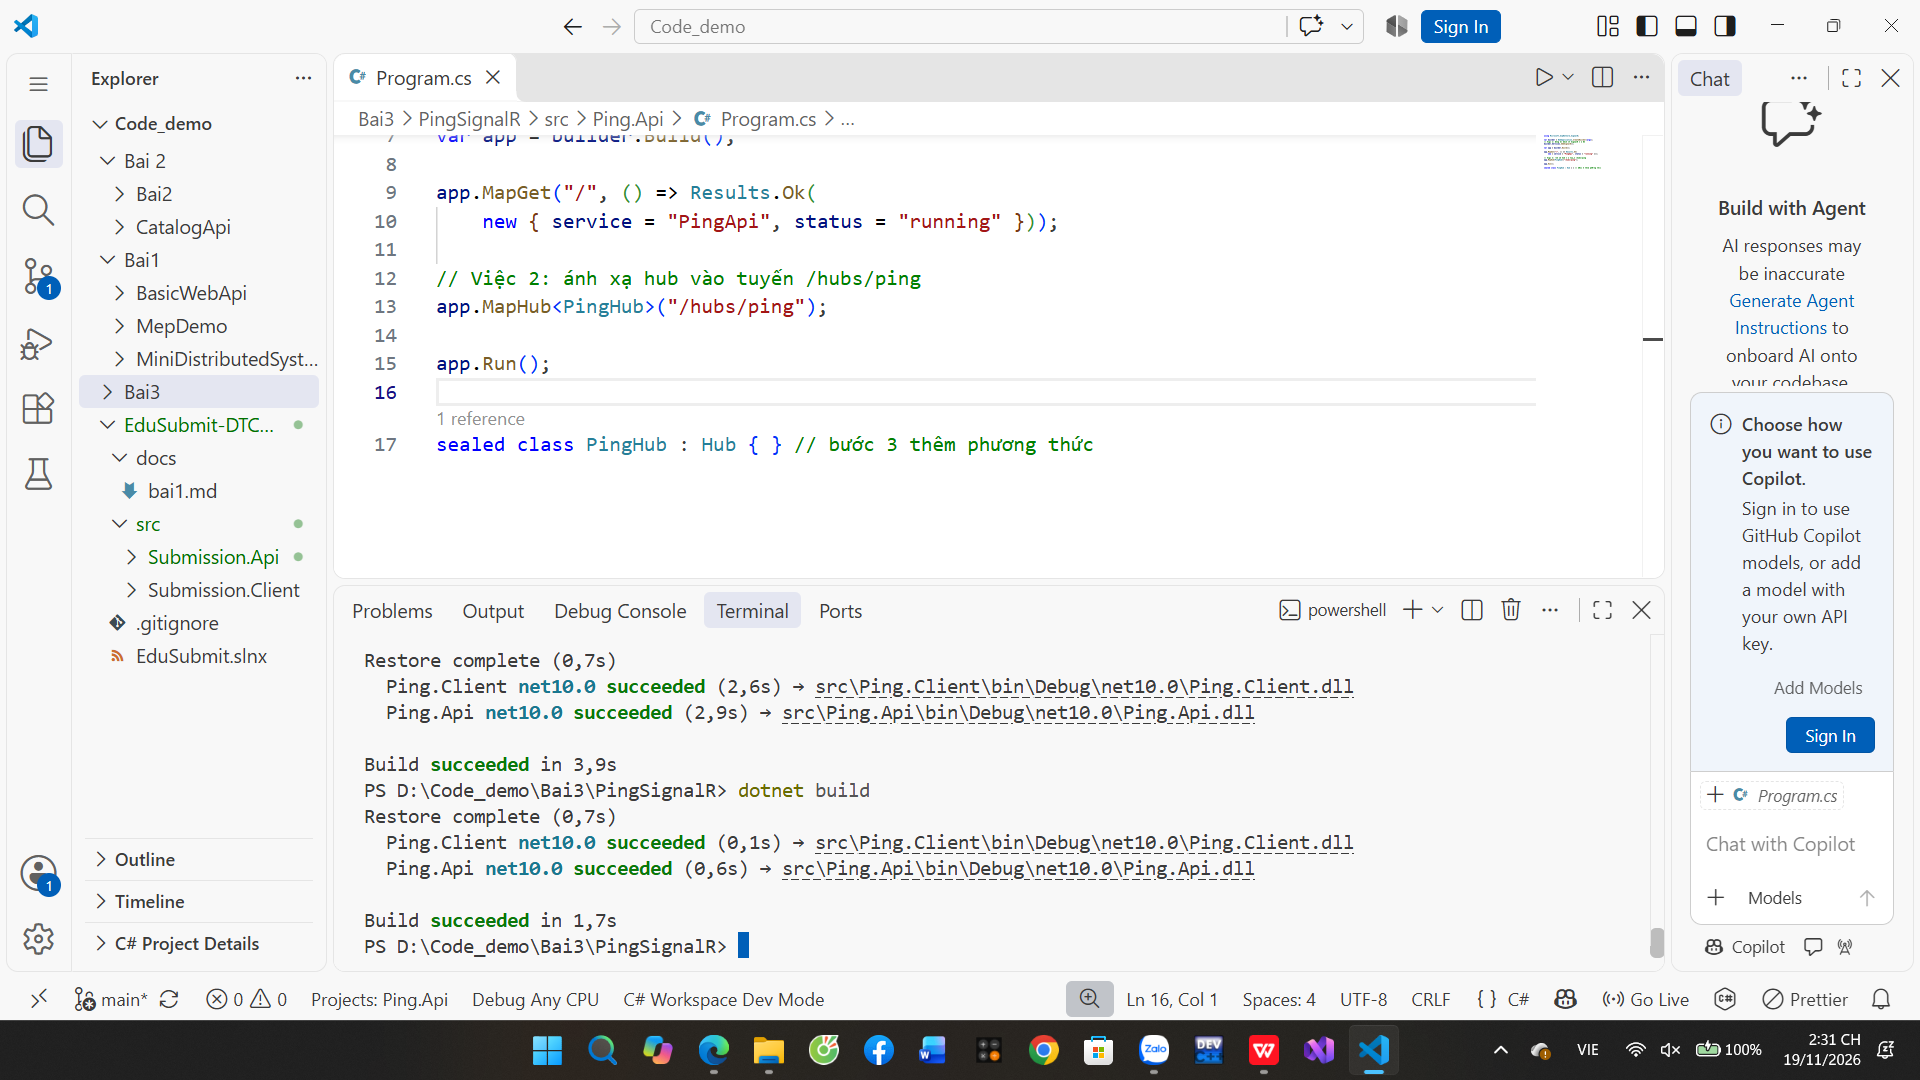 Code_demo
Sign In
Explorer
Code_demo
Bai 2
Bai2
CatalogApi
Bai1
BasicWebApi
MepDemo
MiniDistributedSyst...
Bai3
EduSubmit-DTC...
docs
bai1.md
src
Submission.Api
Submission.Client
.gitignore
EduSubmit.slnx
Outline
Timeline
C# Project Details
1
1
Program.cs
Bai3 > PingSignalR > src > Ping.Api > Program.cs > ...
7 var app = builder.Build();
8
9 app.MapGet("/", () => Results.Ok(
10 new { service = "PingApi", status = "running" }));
11
12 // Việc 2: ánh xạ hub vào tuyến /hubs/ping
13 app.MapHub<PingHub>("/hubs/ping");
14
15 app.Run();
16
1 reference
17 sealed class PingHub : Hub { } // bước 3 thêm phương thức
Problems Output Debug Console Terminal Ports
powershell
Restore complete (0,7s)
Ping.Client net10.0 succeeded (2,6s) → src\Ping.Client\bin\Debug\net10.0\Ping.Client.dll
Ping.Api net10.0 succeeded (2,9s) → src\Ping.Api\bin\Debug\net10.0\Ping.Api.dll
Build succeeded in 3,9s
PS D:\Code_demo\Bai3\PingSignalR> dotnet build
Restore complete (0,7s)
Ping.Client net10.0 succeeded (0,1s) → src\Ping.Client\bin\Debug\net10.0\Ping.Client.dll
Ping.Api net10.0 succeeded (0,6s) → src\Ping.Api\bin\Debug\net10.0\Ping.Api.dll
Build succeeded in 1,7s
PS D:\Code_demo\Bai3\PingSignalR>
Chat
Build with Agent
AI responses may
be inaccurate
Generate Agent
Instructions to
onboard AI onto
your codebase
Choose how
you want to use
Copilot.
Sign in to use
GitHub Copilot
models, or add
a model with
your own API
key.
Add Models
Sign In
Program.cs
Chat with Copilot
Models
Copilot
main* 0 0 Projects: Ping.Api Debug Any CPU C# Workspace Dev Mode
Ln 16, Col 1 Spaces: 4 UTF-8 CRLF { } C# Go Live Prettier
Zalo
DEV
VIE
100%
2:31 CH
19/11/2026